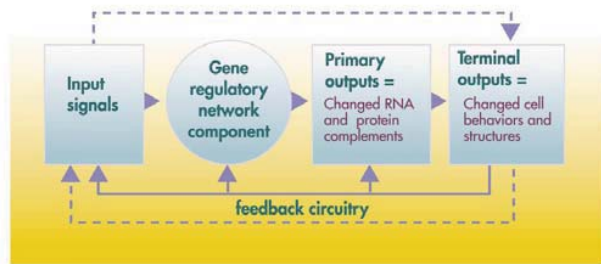 Input
signals
Gene
regulatory
network
component
Primary
outputs =
Changed RNA
and protein
complements
Terminal
outputs =
Changed cell
behaviors and
structures
feedback circuitry